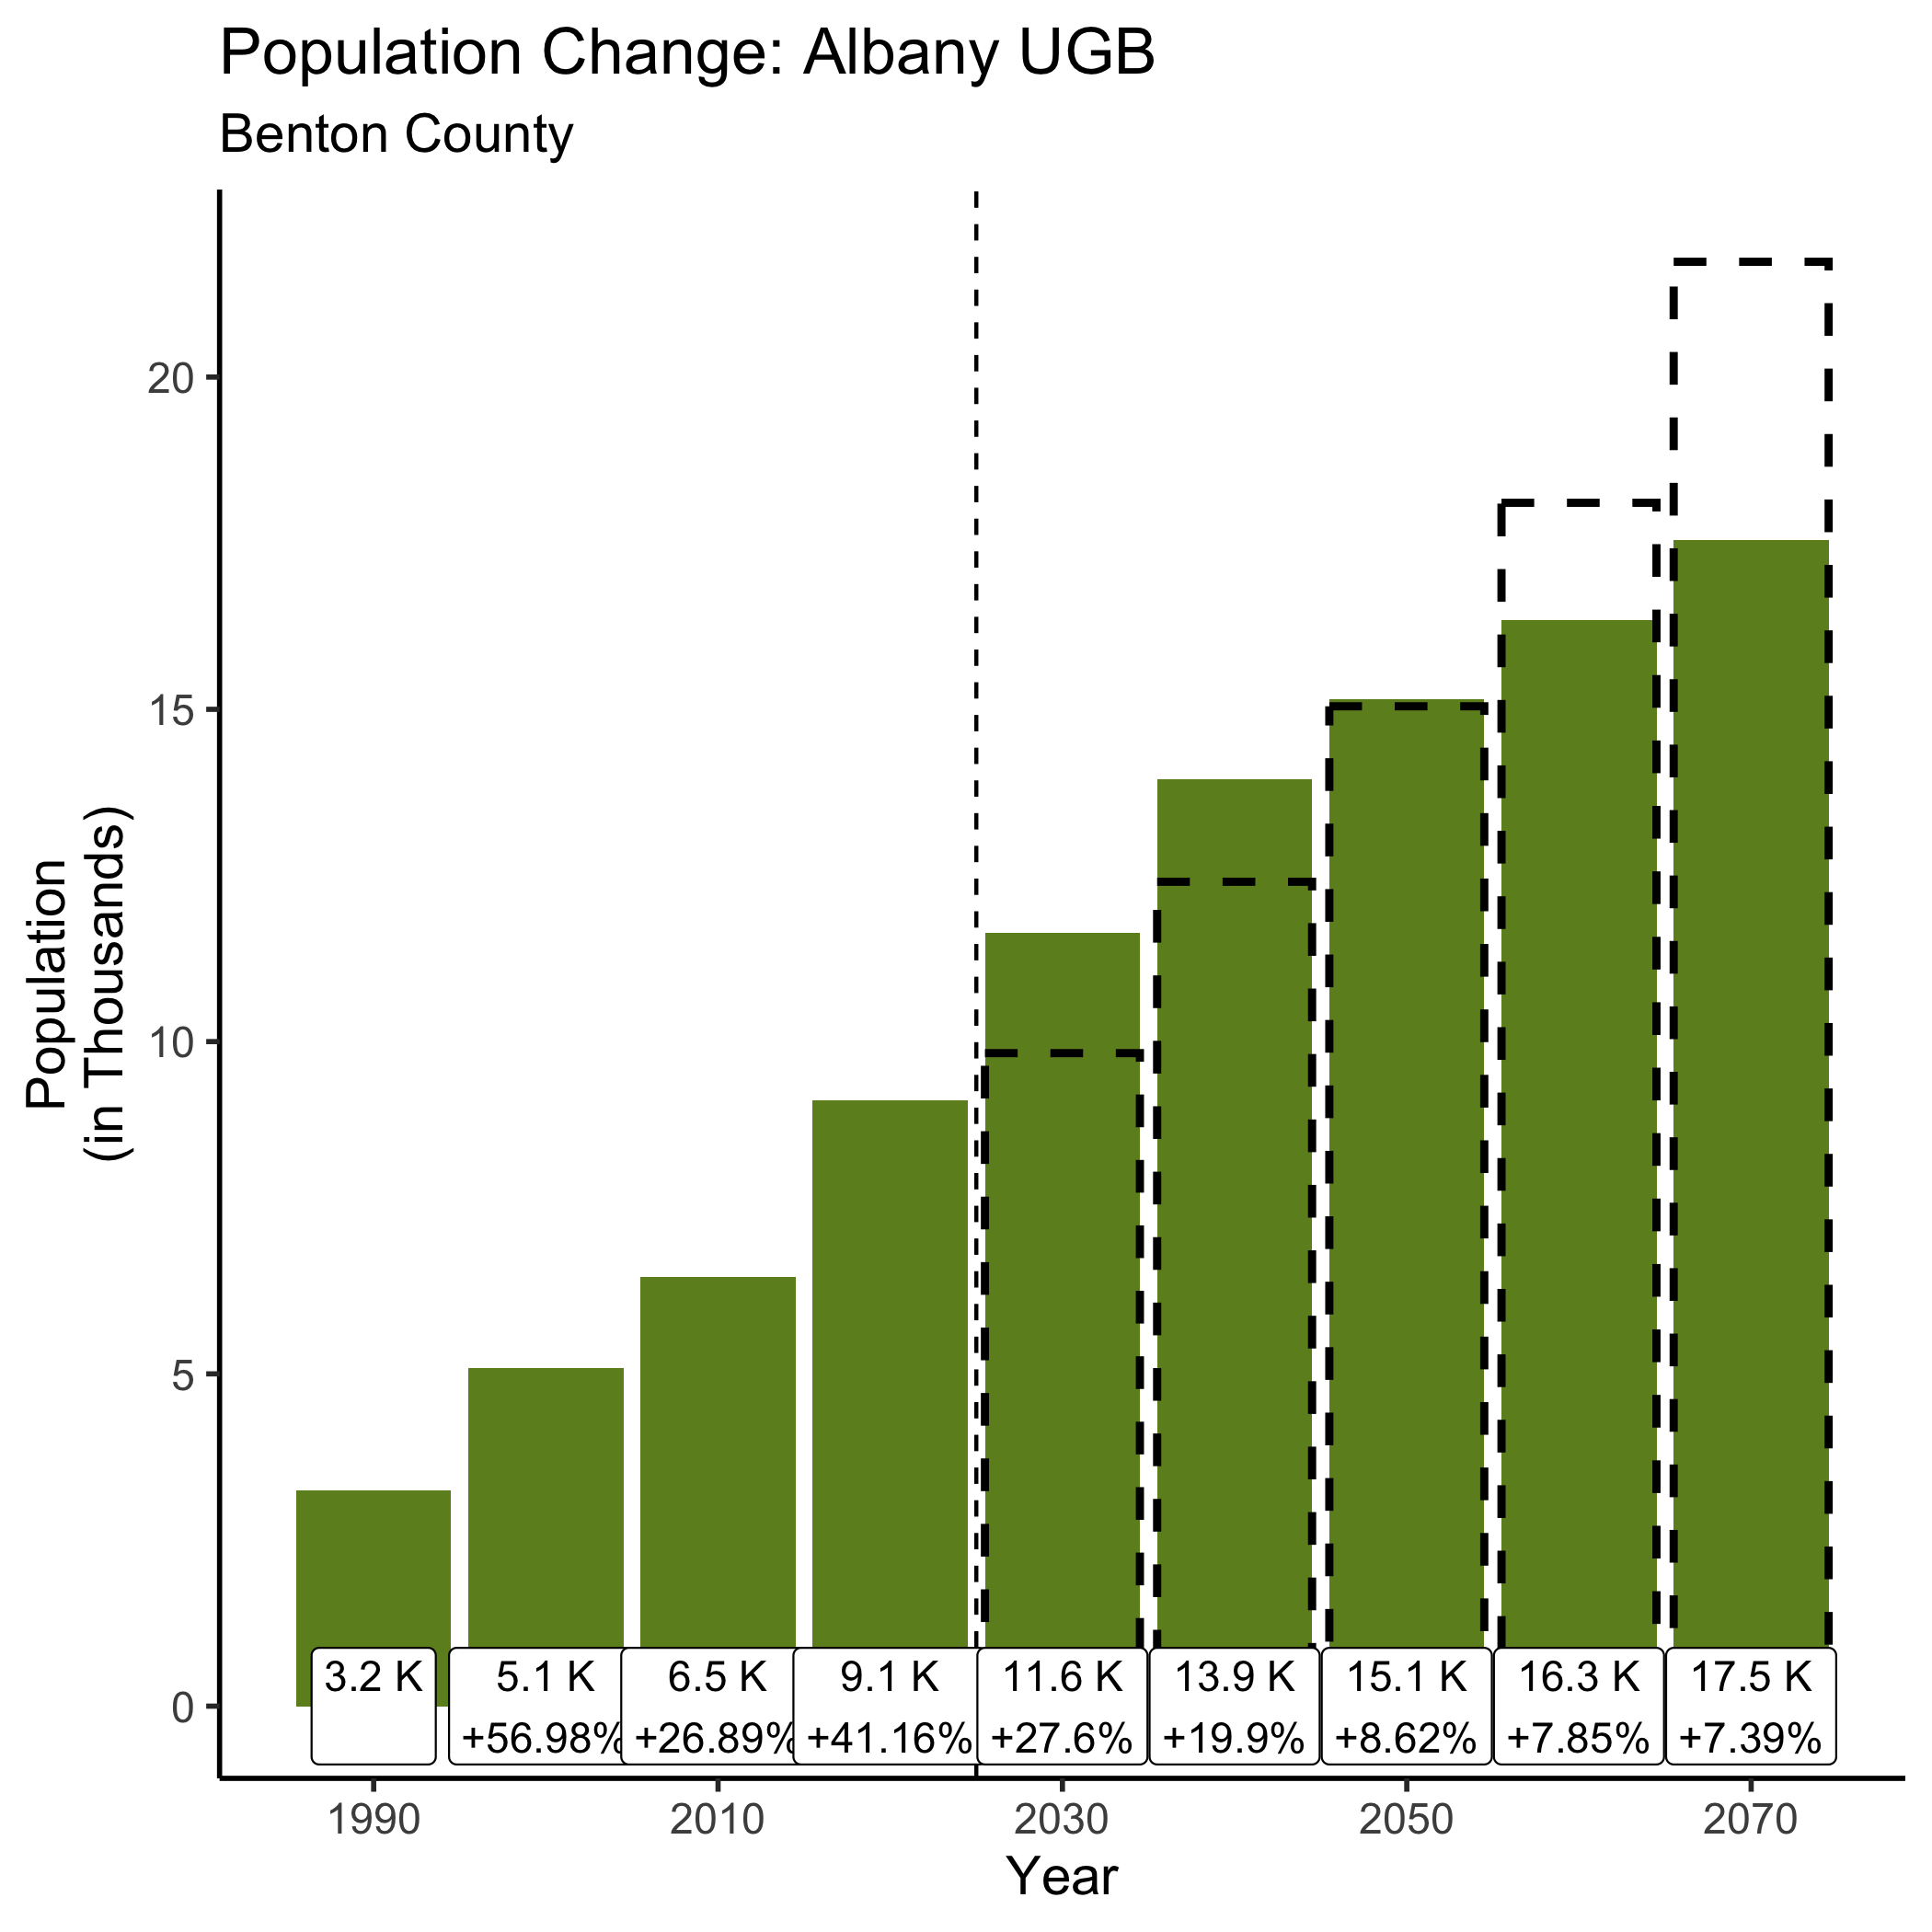 Population Change: Albany UGB
Benton County
Population
(in Thousands)
20
15
10
5
0
3.2 K
5.1 K
+56.98%
6.5 K
+26.89%
9.1 K
+41.16%
11.6 K
+27.6%
13.9 K
+19.9%
15.1 K
+8.62%
16.3 K
+7.85%
17.5 K
+7.39%
1990
2010
2030
2050
2070
Year